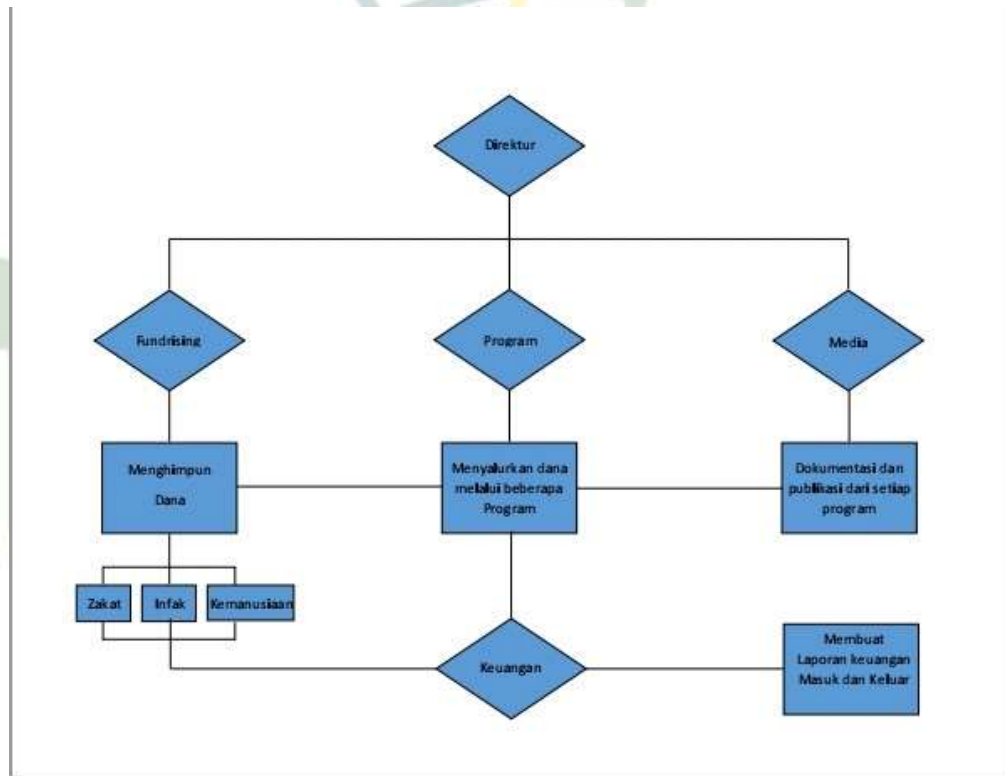 Direktur
Fundrising
Program
Media
Menghimpun
Dana
Menyalurkan dana
melalui beberapa
Program
Dokumentasi dan
publikasi dari setiap
program
Zakat
Infak
Kemanusiaan
Keuangan
Membuat
Laporan keuangan
Masuk dan Keluar